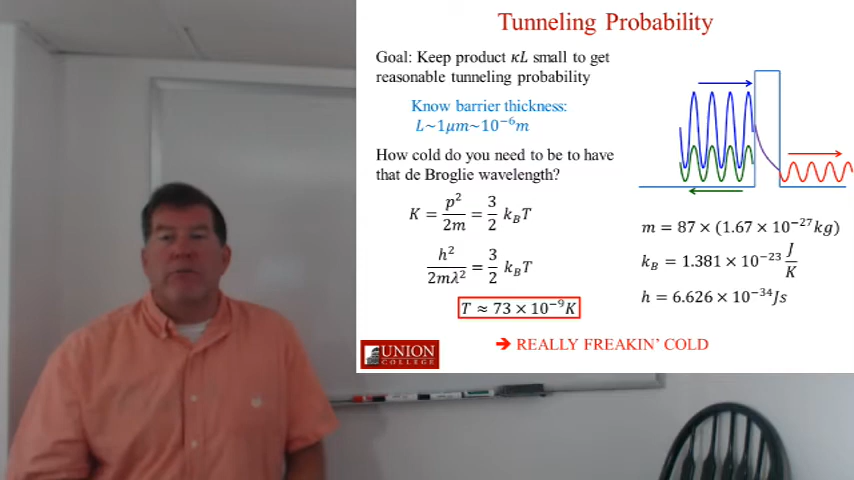 Tunneling Probability
Goal: Keep product κL small to get
reasonable tunneling probability
Know barrier thickness:
L~1μm~10⁻⁶m
How cold do you need to be to have
that de Broglie wavelength?
K = p²/2m = 3/2 k_BT
h²/2mλ² = 3/2 k_BT
T ≈ 73 × 10⁻⁹K
➔ REALLY FREAKIN' COLD
m = 87 × (1.67 × 10⁻²⁷kg)
k_B = 1.381 × 10⁻²³ J/K
h = 6.626 × 10⁻³⁴Js
UNION
COLLEGE